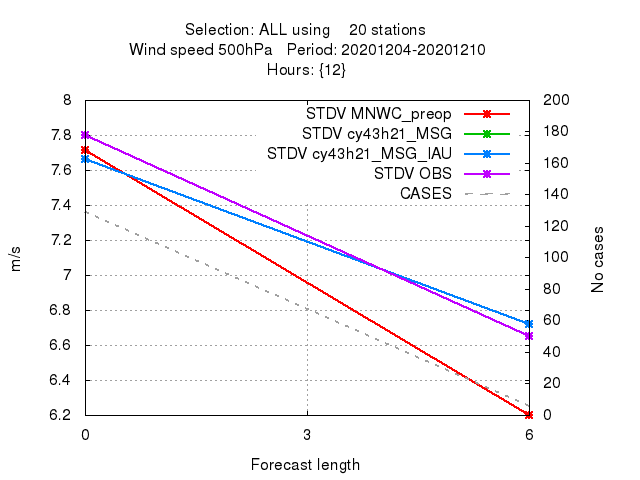 Selection: ALL using    20 stations
Wind speed 500hPa   Period: 20201204-20201210
Hours: {12}
STDV MNWC_preop
STDV cy43h21_MSG
STDV cy43h21_MSG_IAU
STDV OBS
CASES
8
7.8
7.6
7.4
7.2
7
6.8
6.6
6.4
6.2
m/s
200
180
160
140
120
100
80
60
40
20
0
No cases
0 3 6
Forecast length